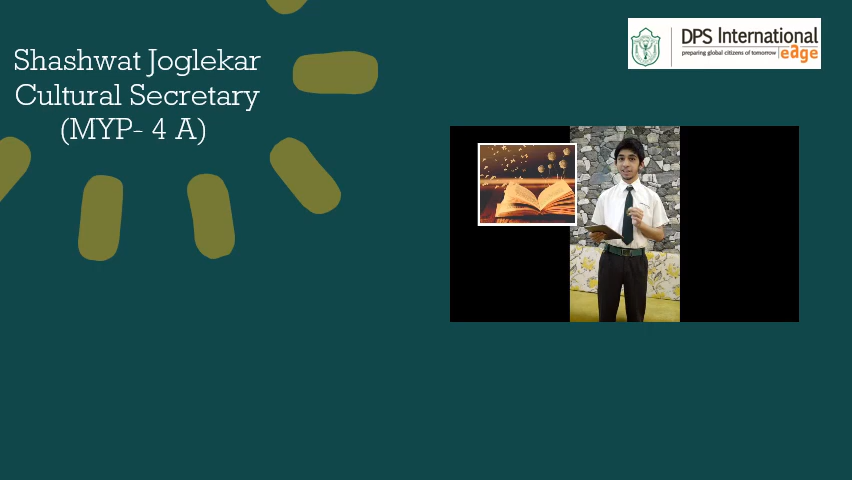 Shashwat Joglekar
Cultural Secretary
(MYP- 4 A)
DPS International
preparing global citizens of tomorrow
edge